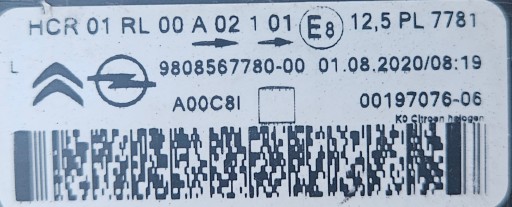 HCR 01 RL 00 A 02 1 01 E8 12,5 PL 7781
L 9808567780-00 01.08.2020/08:19
A00C8I 00197076-06
K0 Citroen halogen